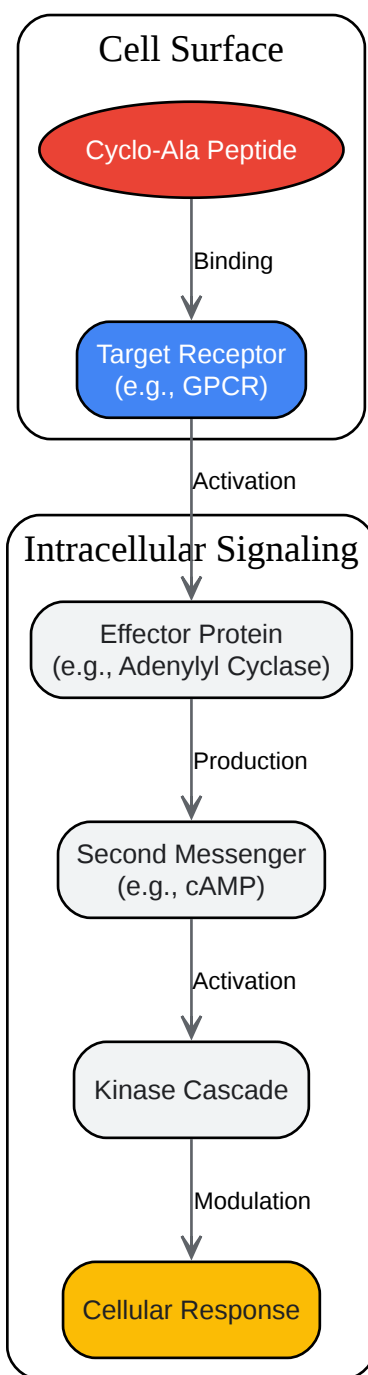 Cell Surface
Cyclo-Ala Peptide
Binding
Target Receptor
(e.g., GPCR)
Activation
Intracellular Signaling
Effector Protein
(e.g., Adenylyl Cyclase)
Production
Second Messenger
(e.g., cAMP)
Activation
Kinase Cascade
Modulation
Cellular Response